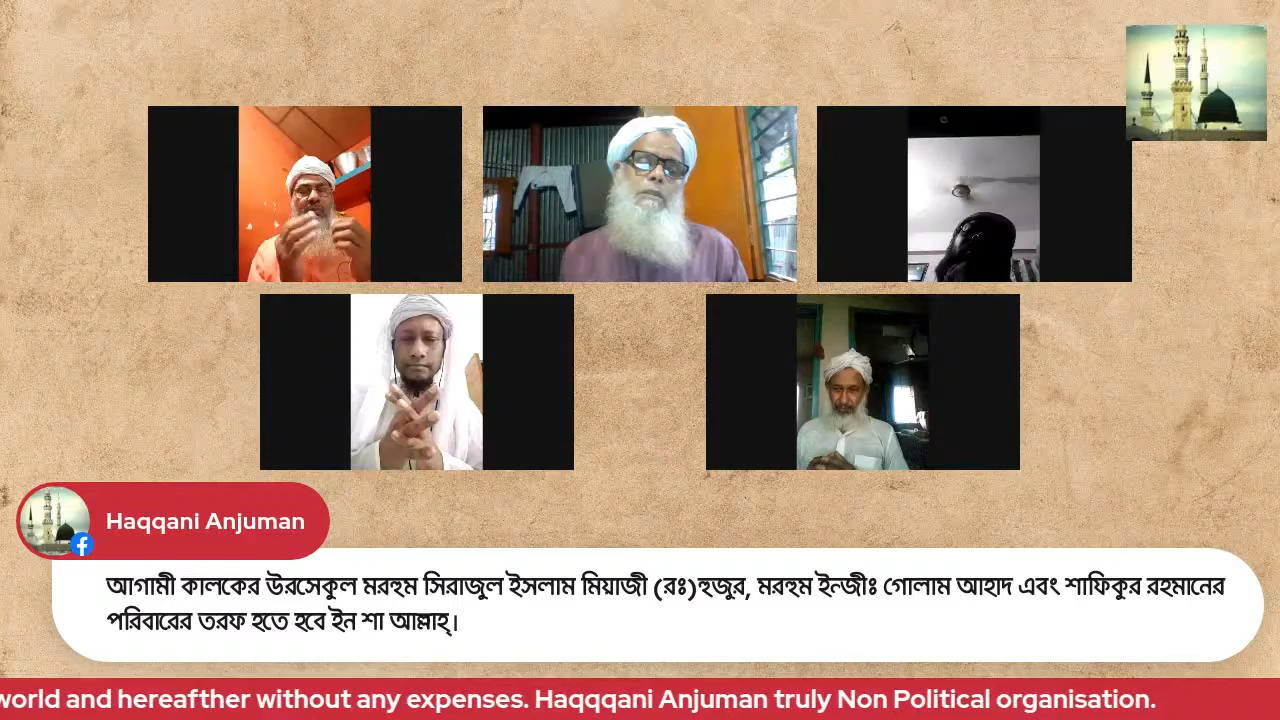 Haqqani Anjuman
আগামী কালকের উরসেকুল মরহুম সিরাজুল ইসলাম মিয়াজী (রঃ)হুজুর, মরহুম ইন্জীঃ গোলাম আহাদ এবং শাফিকুর রহমানের
পরিবারের তরফ হতে হবে ইন শা আল্লাহ্।
world and hereafther without any expenses. Haqqqani Anjuman truly Non Political organisation.